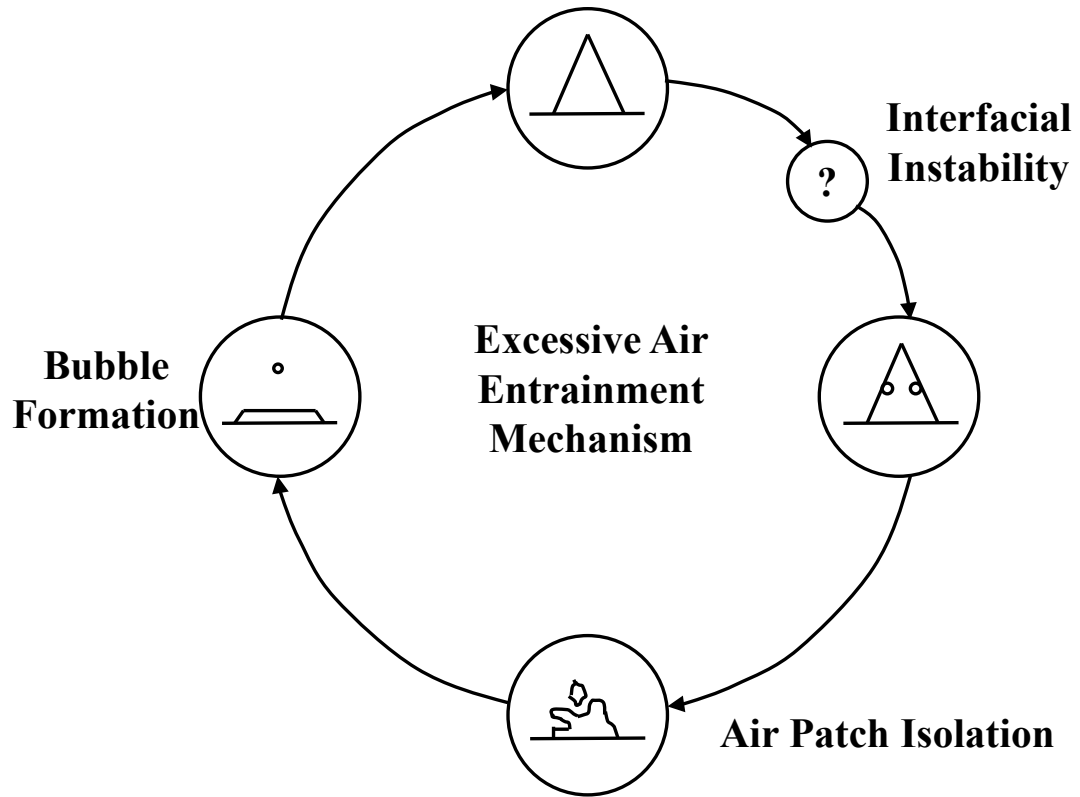 Interfacial
Instability
?
Excessive Air
Entrainment
Mechanism
Bubble
Formation
Air Patch Isolation